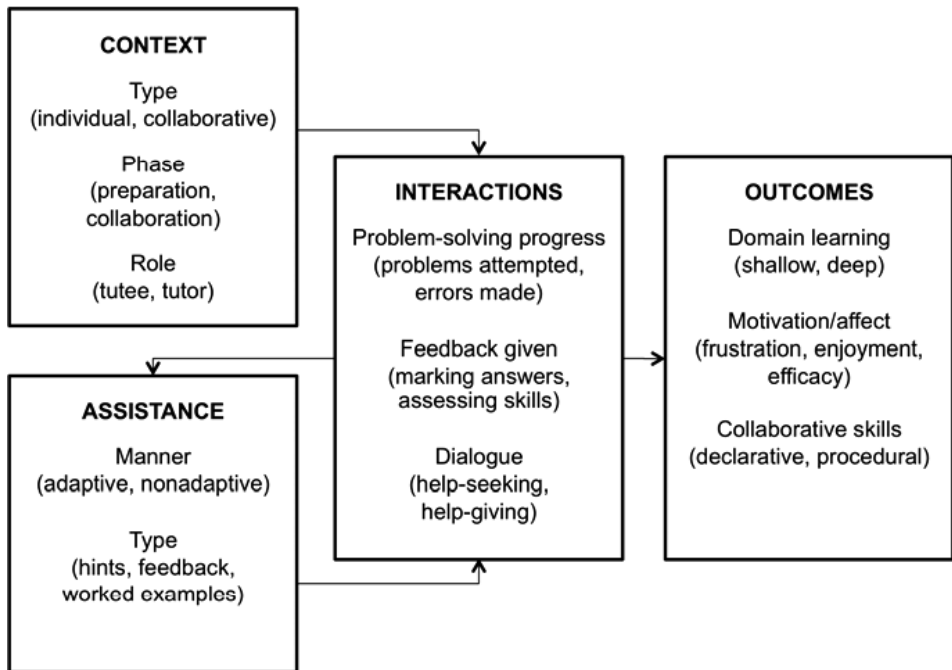 CONTEXT
Type
(individual, collaborative)
Phase
(preparation,
collaboration)
Role
(tutee, tutor)
ASSISTANCE
Manner
(adaptive, nonadaptive)
Type
(hints, feedback,
worked examples)
INTERACTIONS
Problem-solving progress
(problems attempted,
errors made)
Feedback given
(marking answers,
assessing skills)
Dialogue
(help-seeking,
help-giving)
OUTCOMES
Domain learning
(shallow, deep)
Motivation/affect
(frustration, enjoyment,
efficacy)
Collaborative skills
(declarative, procedural)